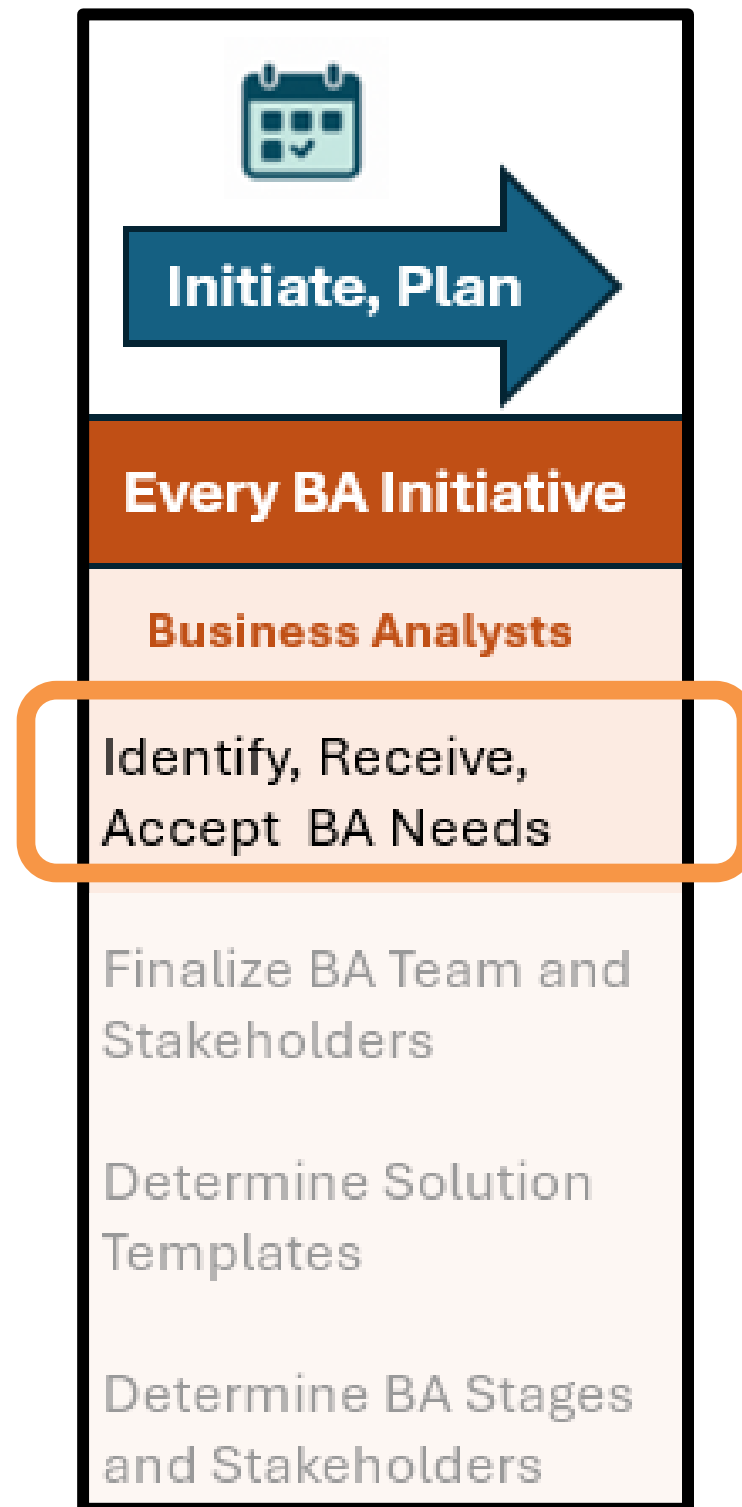 Initiate, Plan
Every BA Initiative
Business Analysts
Identify, Receive,
Accept BA Needs
Finalize BA Team and
Stakeholders
Determine Solution
Templates
Determine BA Stages
and Stakeholders